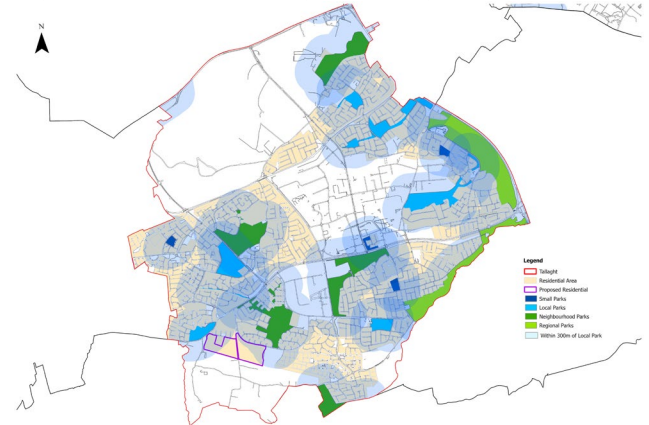 N
Legend
Tallaght
Residential Area
Proposed Residential
Small Parks
Local Parks
Neighbourhood Parks
Regional Parks
Within 300m of Local Park